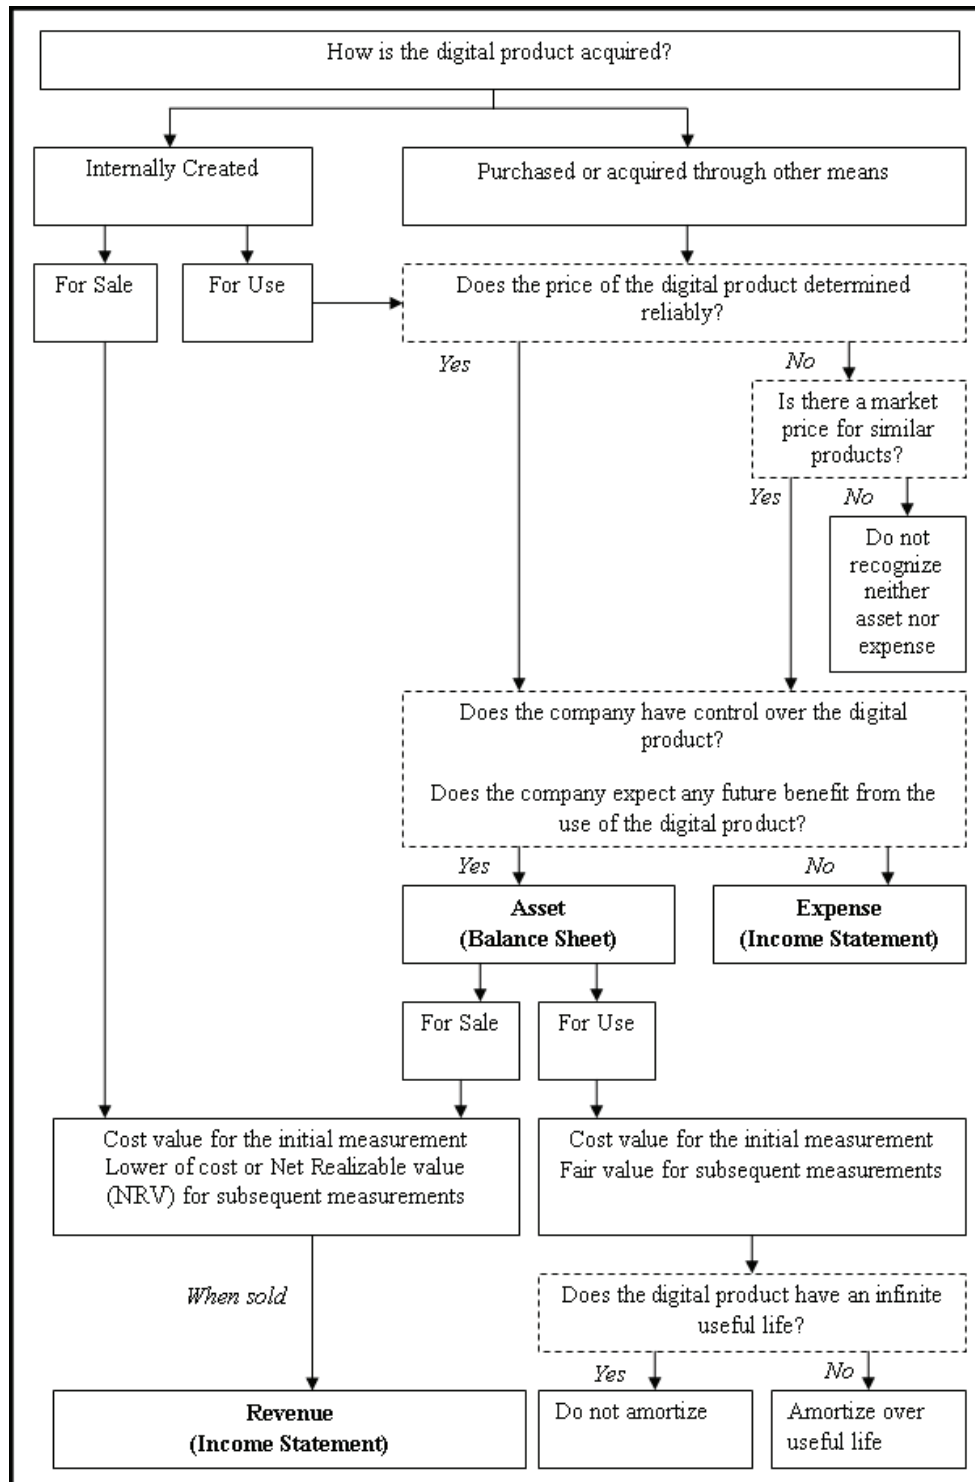 How is the digital product acquired?
Internally Created
Purchased or acquired through other means
For Sale
For Use
Does the price of the digital product determined
reliably?
Yes
No
Is there a market
price for similar
products?
Yes
No
Do not
recognize
neither
asset nor
expense
Does the company have control over the digital
product?
Does the company expect any future benefit from the
use of the digital product?
Yes
No
Asset
(Balance Sheet)
Expense
(Income Statement)
For Sale
For Use
Cost value for the initial measurement
Lower of cost or Net Realizable value
(NRV) for subsequent measurements
Cost value for the initial measurement
Fair value for subsequent measurements
When sold
Does the digital product have an infinite
useful life?
Yes
No
Revenue
(Income Statement)
Do not amortize
Amortize over
useful life